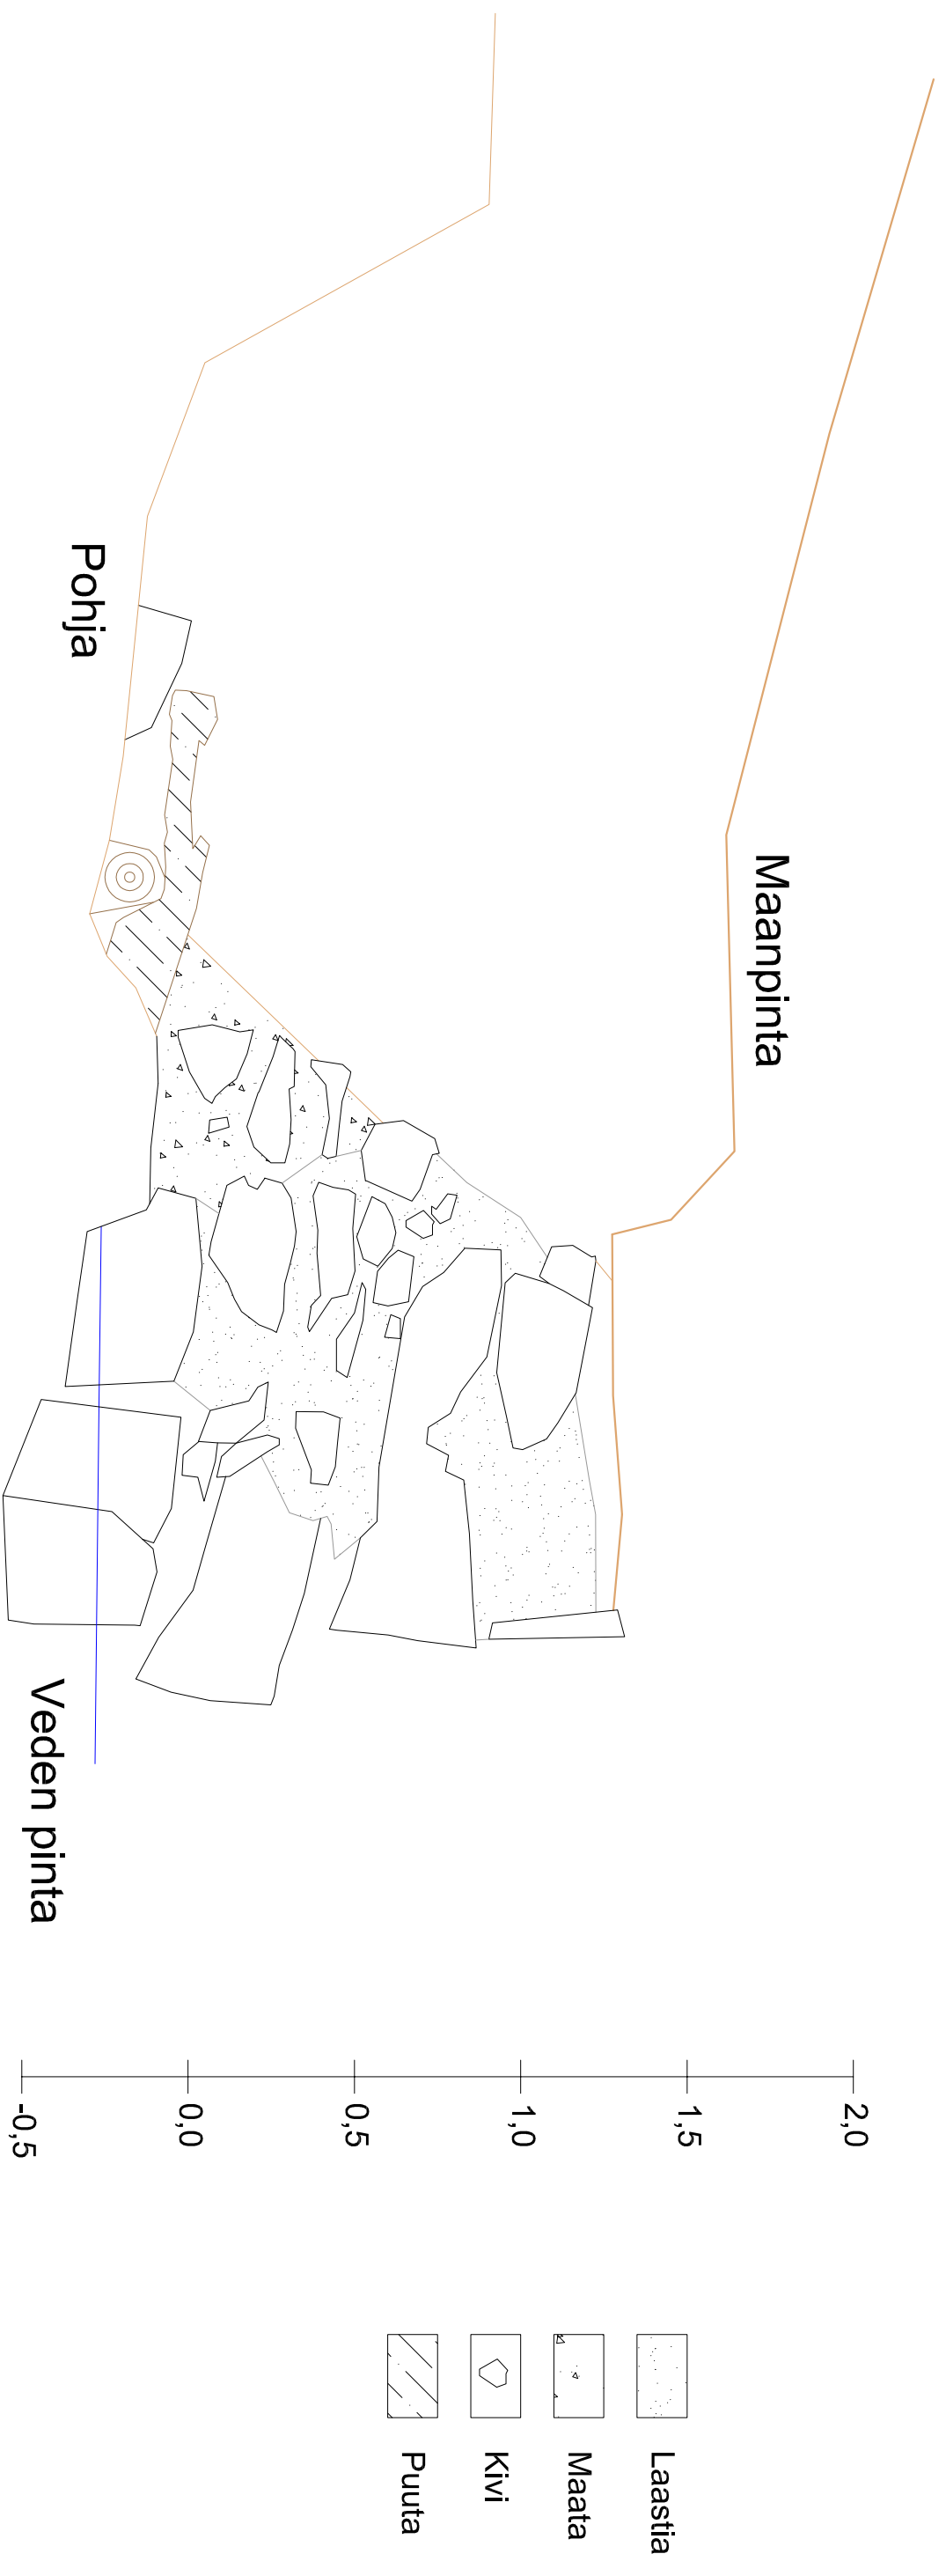 Maanpinta
Pohja
Veden pinta
2,0
1,5
1,0
0,5
0,0
-0,5
Laastia
Maata
Kivi
Puuta